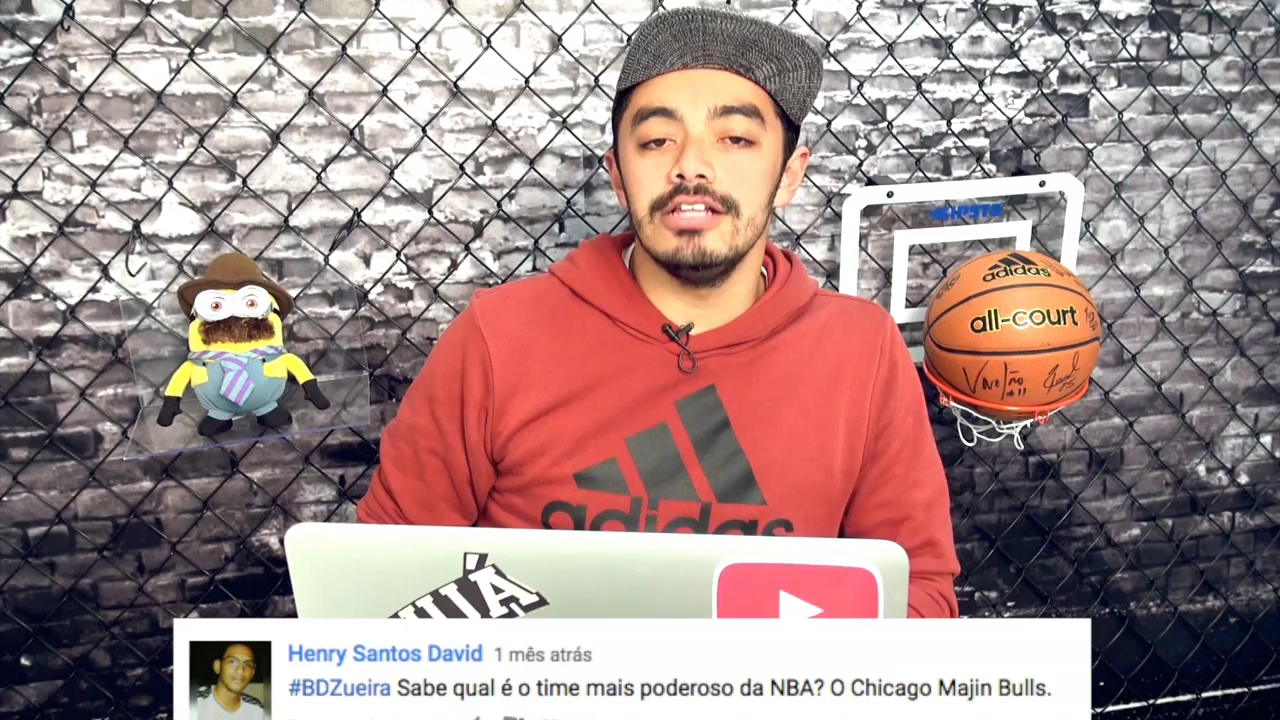 adidas
all-court
adidas
UÁ
Henry Santos David 1 mês atrás
#BDZueira Sabe qual é o time mais poderoso da NBA? O Chicago Majin Bulls.